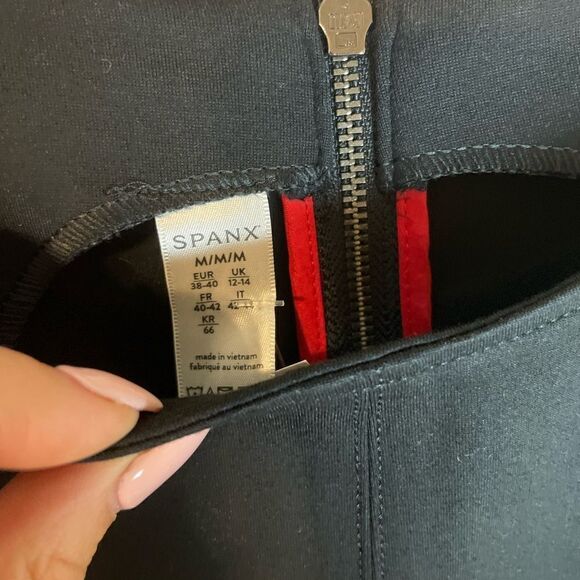 SPANX
M/M/M
EUR UK
38-40 12-14
FR IT
40-42
KR
66
made in vietnam
fabriqué au vietnam